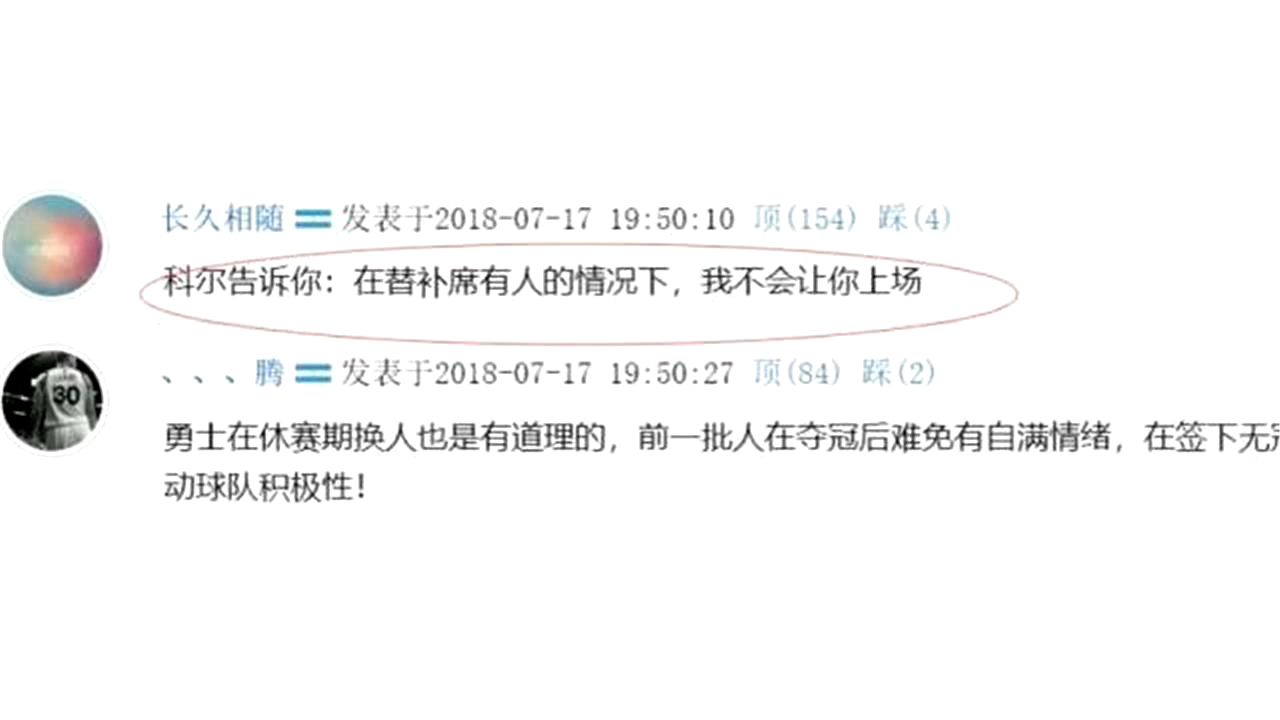 长久相随 发表于2018-07-17 19:50:10 顶(154) 踩(4)
科尔告诉你：在替补席有人的情况下，我不会让你上场
、、、腾 发表于2018-07-17 19:50:27 顶(84) 踩(2)
30
勇士在休赛期换人也是有道理的，前一批人在夺冠后难免有自满情绪，在签下无
动球队积极性！